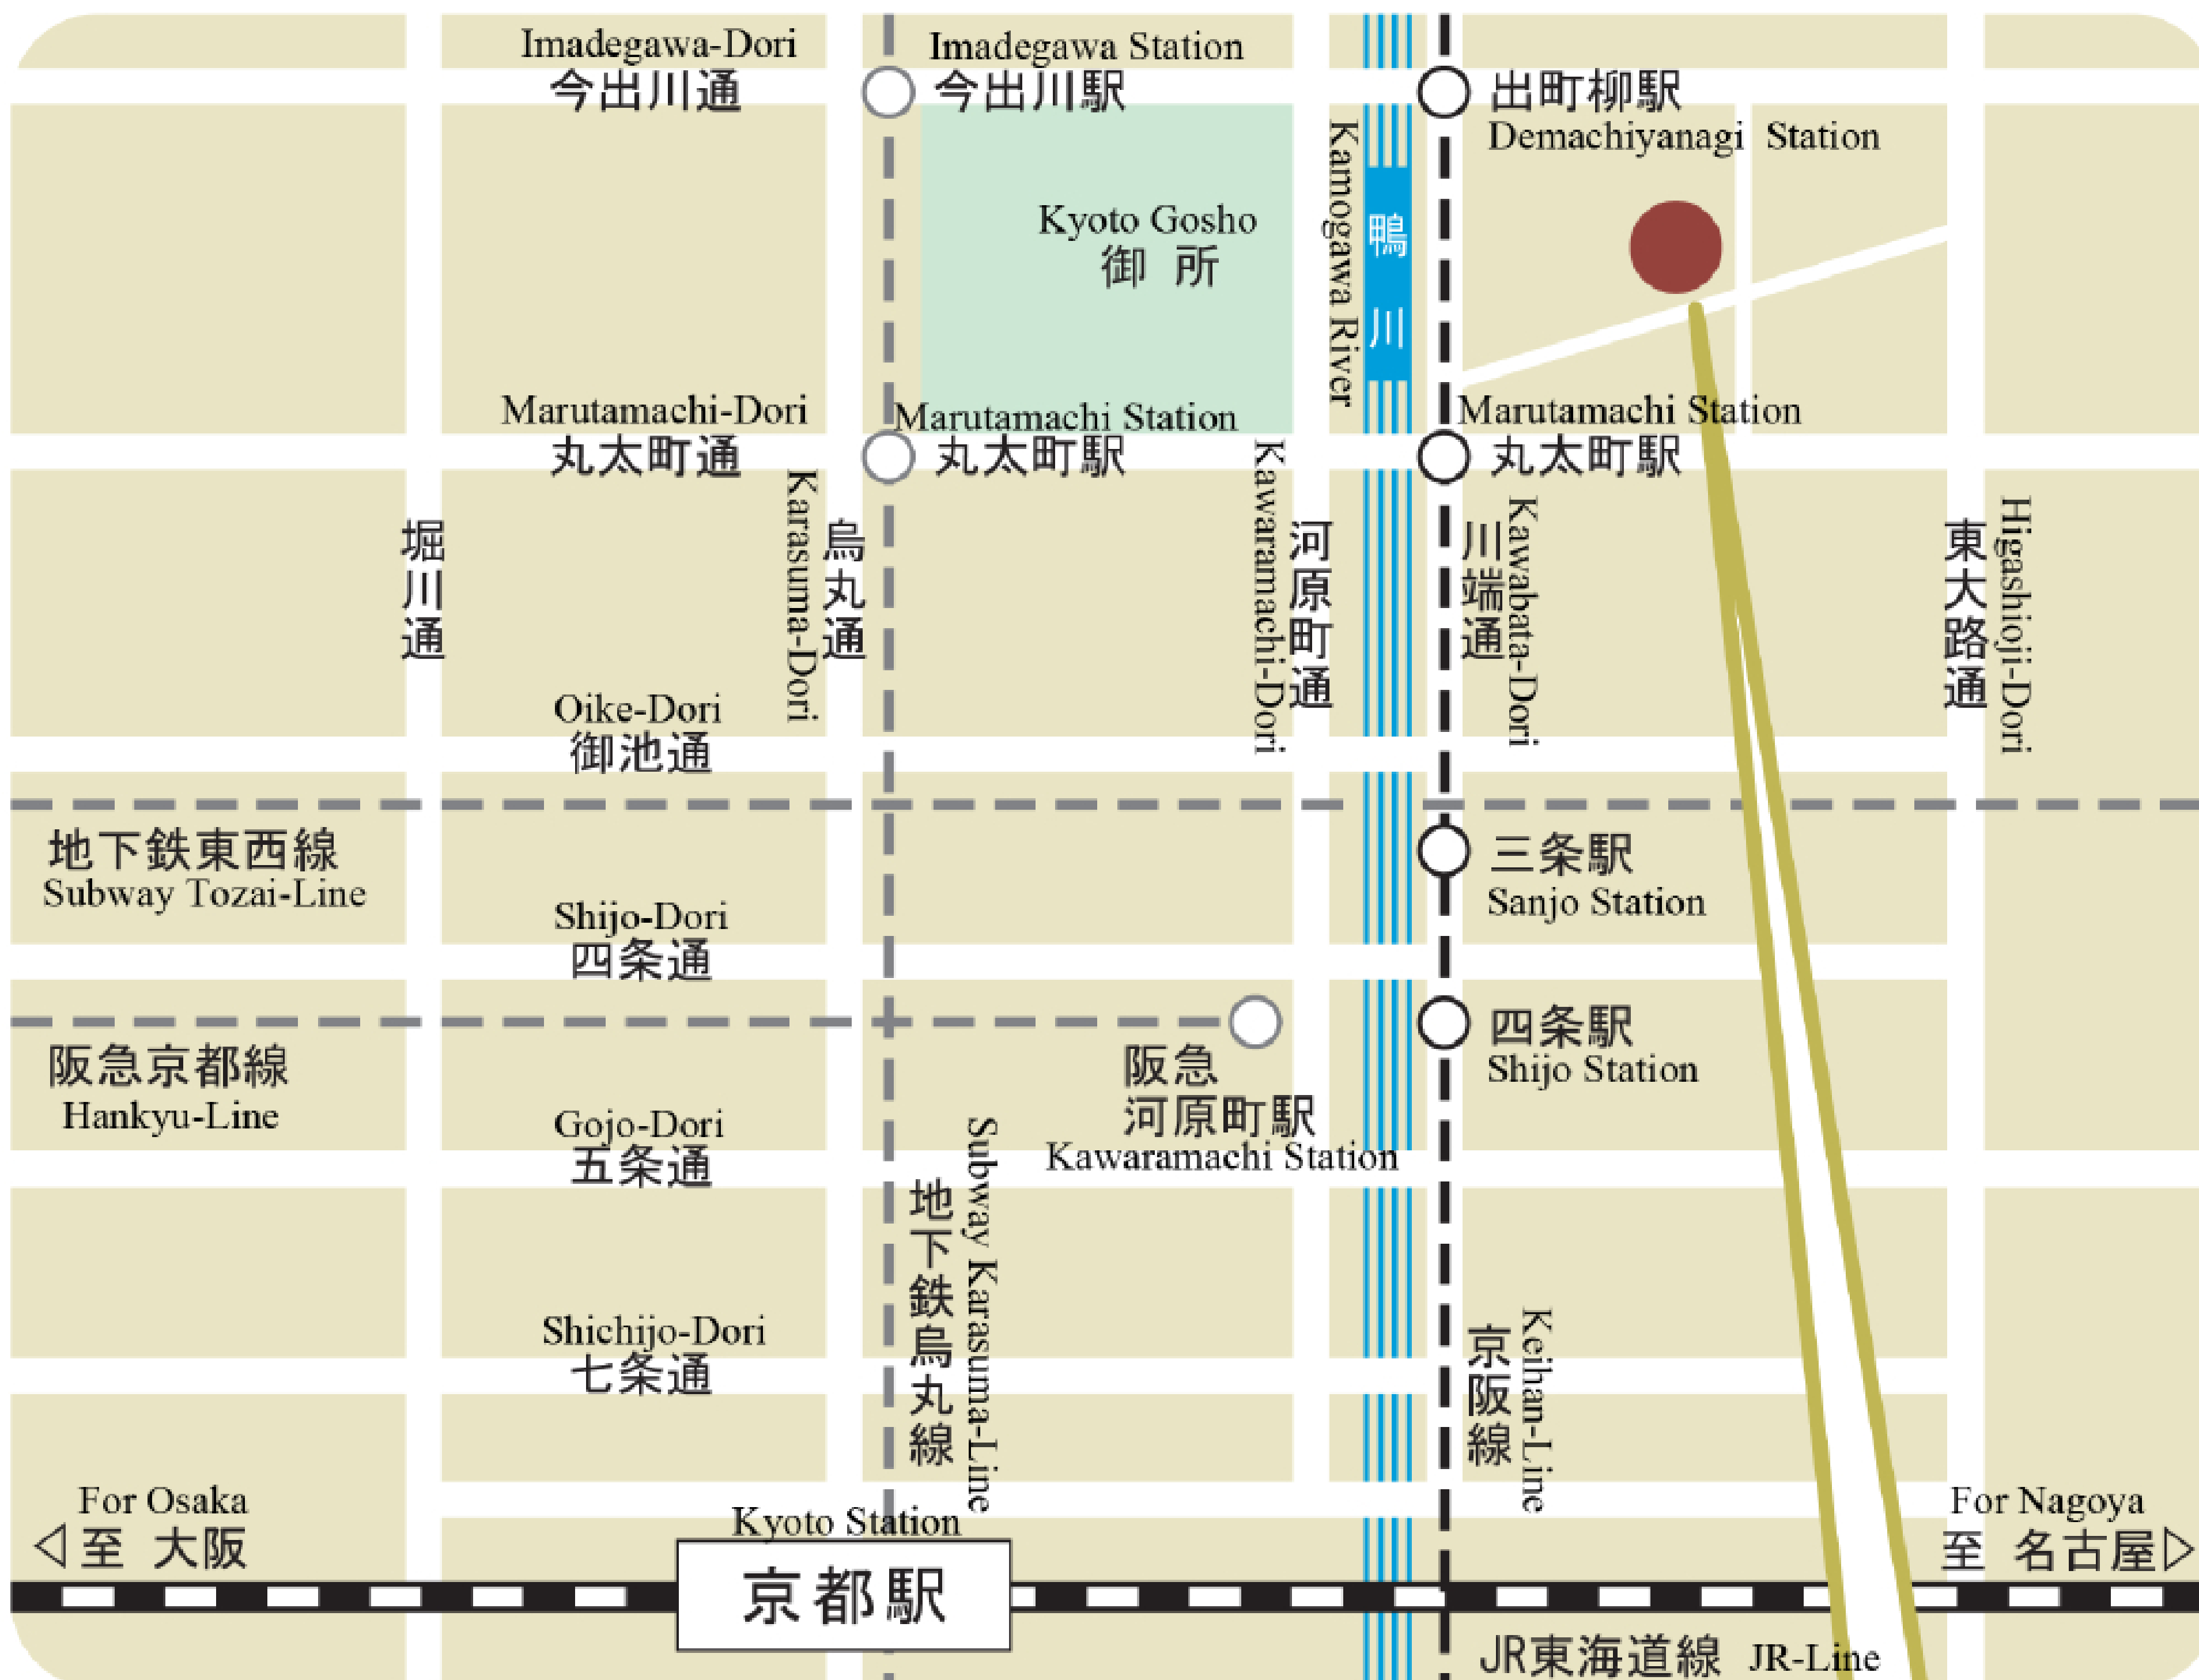 Imadegawa-Dori
今出川通
Imadegawa Station
今出川駅
出町柳駅
Demachiyanagi Station
Kyoto Gosho
御 所
Kamogawa River
鴨川
Marutamachi-Dori
丸太町通
Marutamachi Station
丸太町駅
Marutamachi Station
丸太町駅
堀川通
Karasuma-Dori
烏丸通
Kawaramachi-Dori
河原町通
川端通
Kawabata-Dori
東大路通
Higashioji-Dori
Oike-Dori
御池通
地下鉄東西線
Subway Tozai-Line
三条駅
Sanjo Station
Shijo-Dori
四条通
阪急京都線
Hankyu-Line
阪急
河原町駅
Kawaramachi Station
四条駅
Shijo Station
Gojo-Dori
五条通
地下鉄烏丸線
Subway Karasuma-Line
京阪線
Keihan-Line
Shichijo-Dori
七条通
For Osaka
至 大阪
Kyoto Station
京都駅
For Nagoya
至 名古屋
JR東海道線 JR-Line